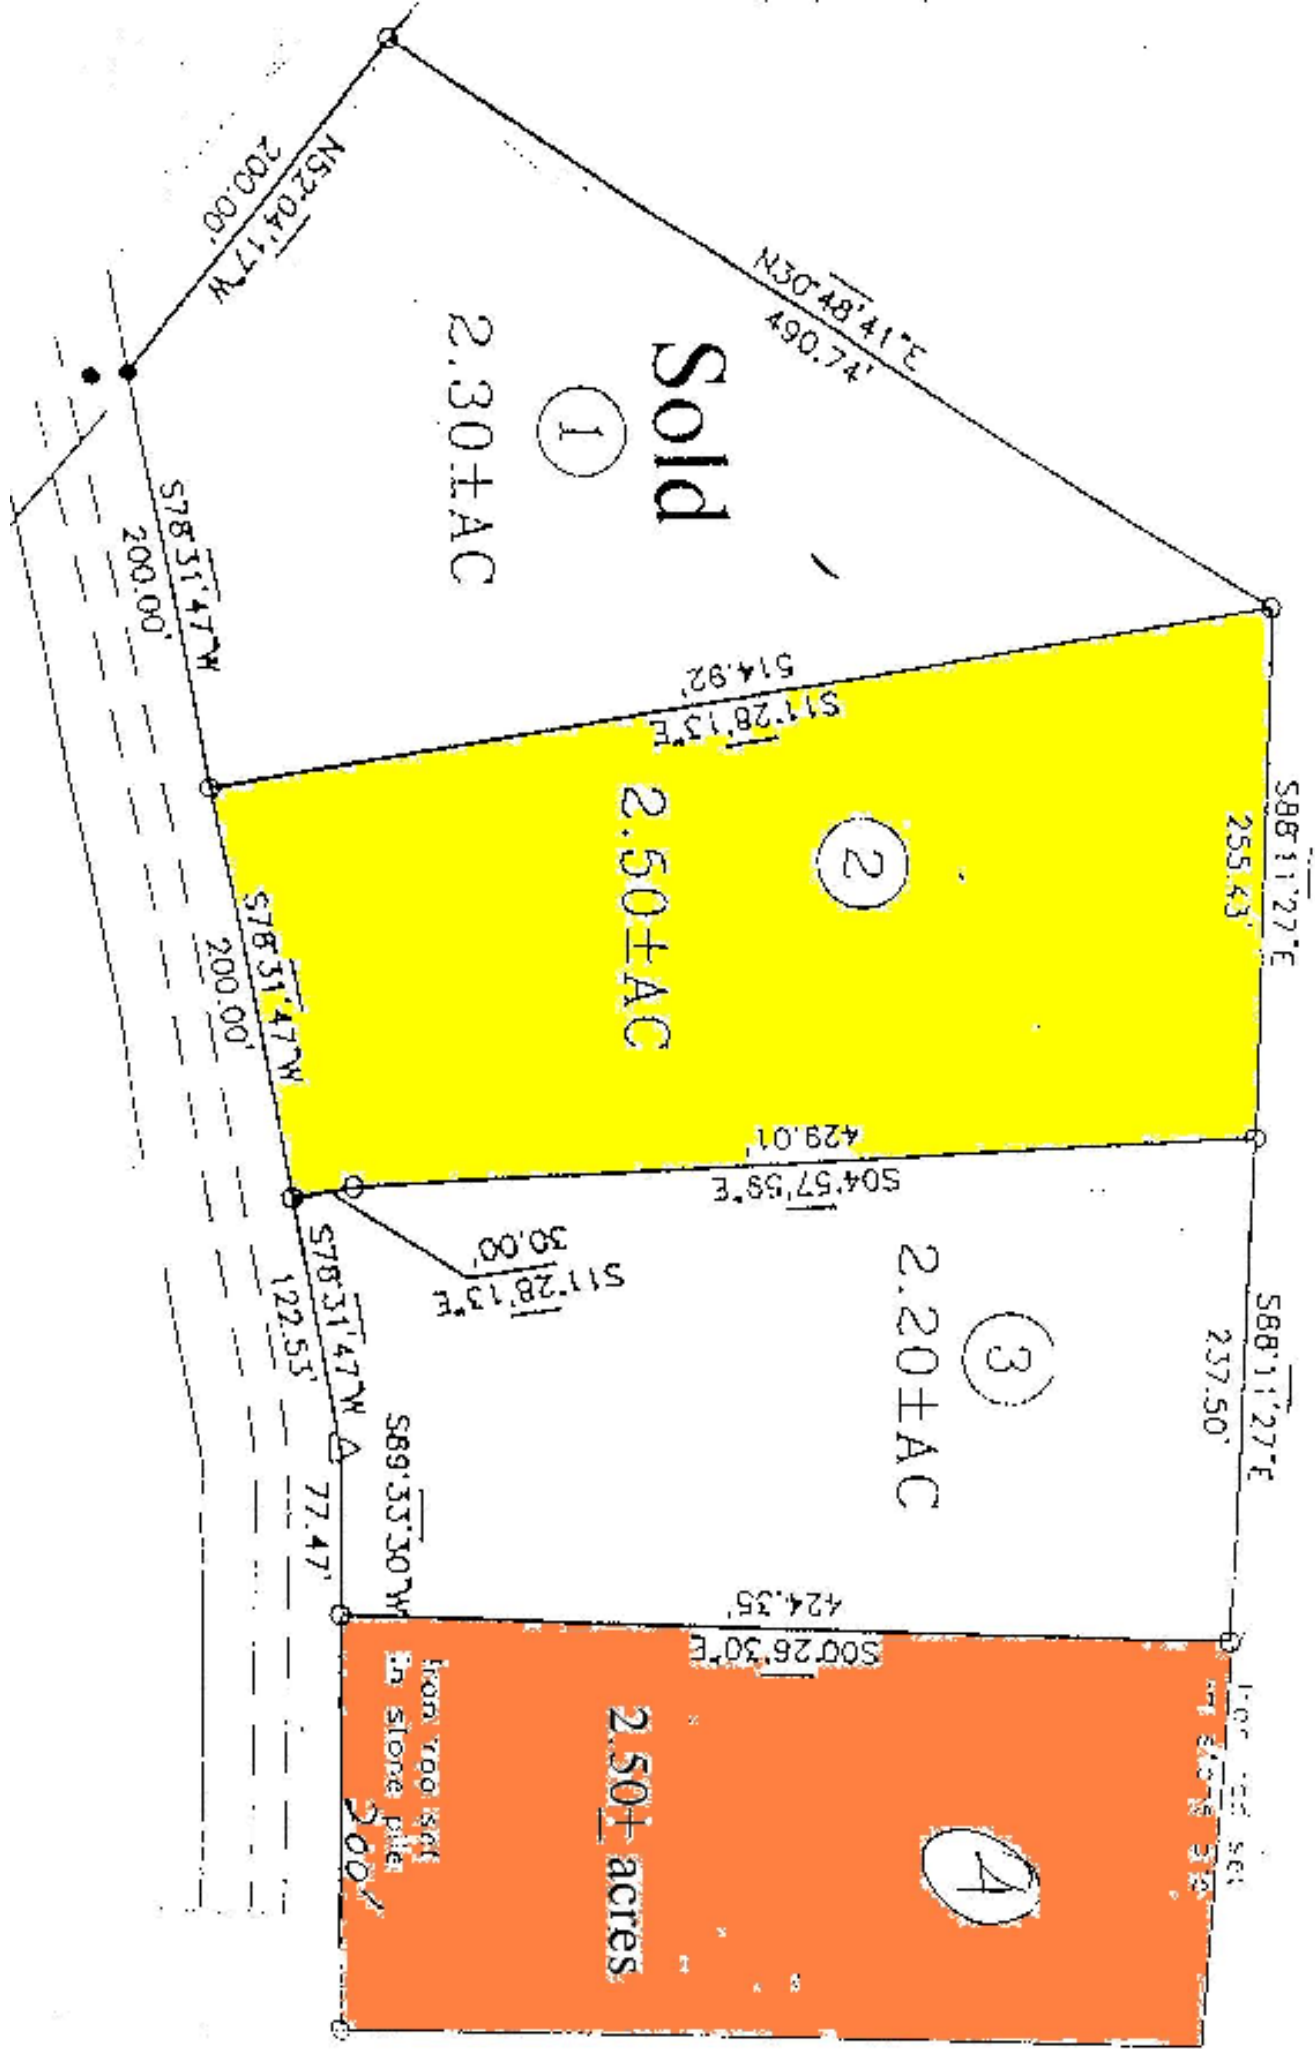 N52°04'17"W
200.00'
N30°48'41"E
490.74'
Sold
1
2.30±AC
S78°31'47"W
200.00'
514.92'
S11°28'13"E
S88°11'27"E
255.43'
2
2.50±AC
S78°31'47"W
200.00'
429.01'
S04°57'59"E
S11°28'13"E
30.00'
S88°11'27"E
237.50'
3
2.20±AC
S78°31'47"W
122.53'
S89°33'30"W
77.47'
424.35'
S00°26'30"E
A
2.50± acres
iron rod set
in stone pile
200'